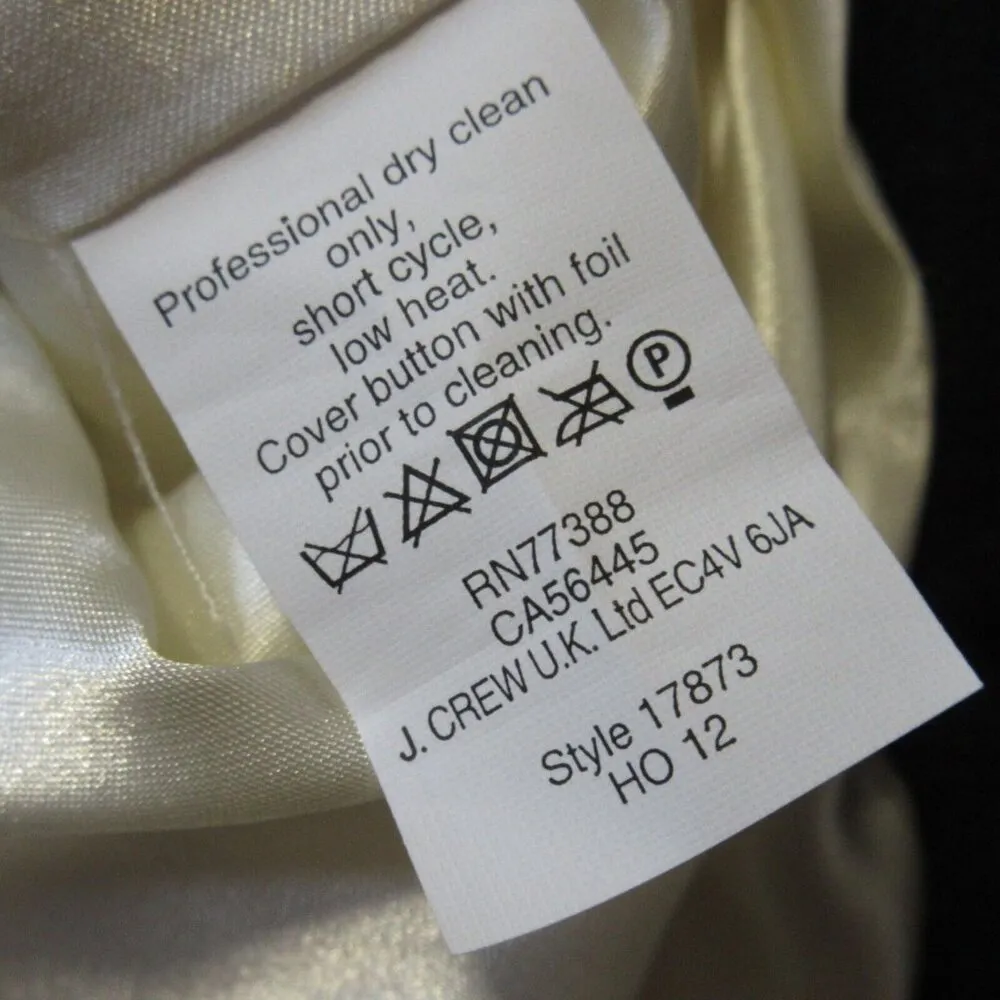 Professional dry clean
only,
short cycle,
low heat.
Cover button with foil
prior to cleaning.
P
RN77388
CA56445
J. CREW U.K. Ltd EC4V 6JA
Style 17873
HO 12